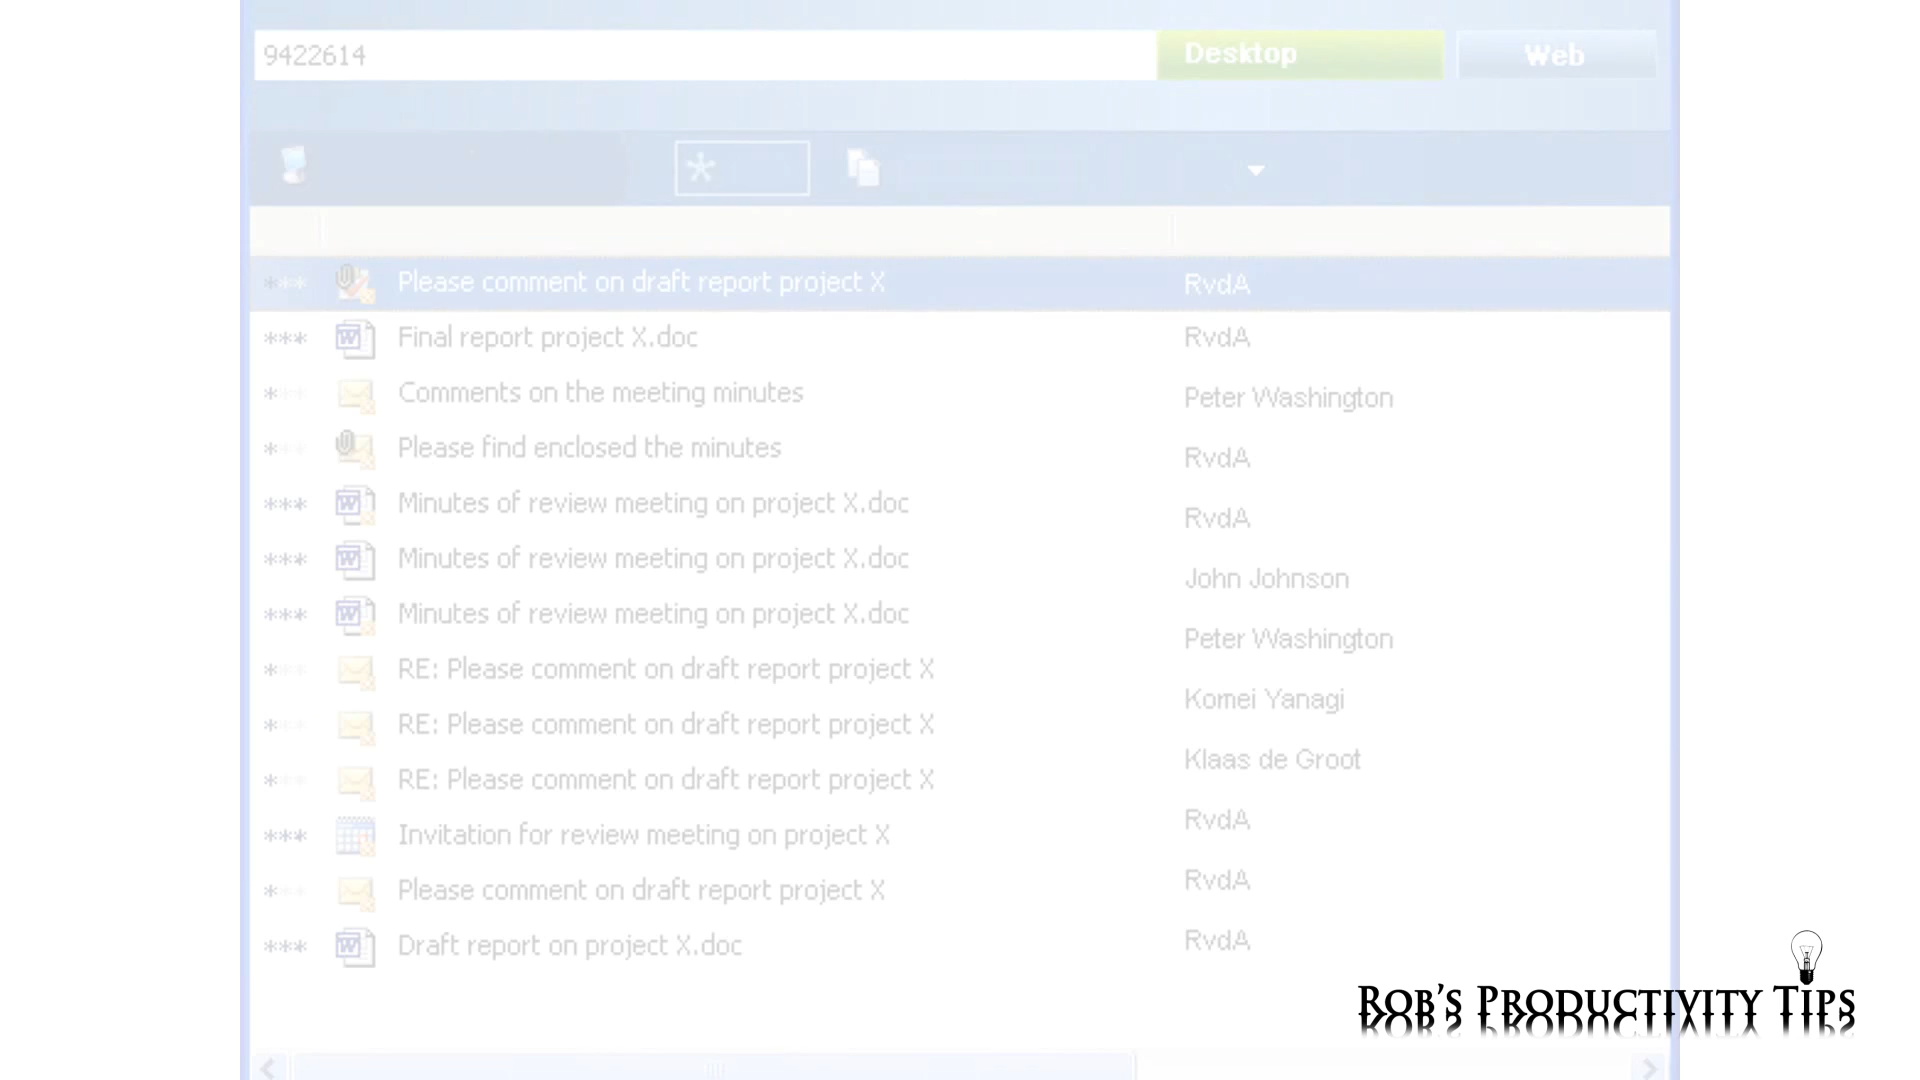 9422614 Desktop Web
*** Please comment on draft report project X RvdA
*** Final report project X.doc RvdA
*** Comments on the meeting minutes Peter Washington
*** Please find enclosed the minutes RvdA
*** Minutes of review meeting on project X.doc RvdA
*** Minutes of review meeting on project X.doc John Johnson
*** Minutes of review meeting on project X.doc Peter Washington
*** RE: Please comment on draft report project X Komei Yanagi
*** RE: Please comment on draft report project X Klaas de Groot
*** RE: Please comment on draft report project X RvdA
*** Invitation for review meeting on project X RvdA
*** Please comment on draft report project X RvdA
*** Draft report on project X.doc
Rob's Productivity Tips